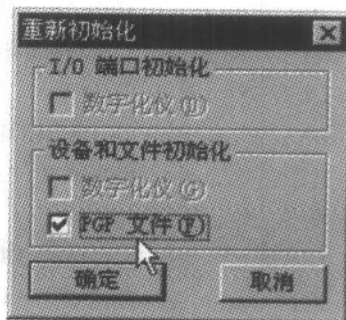 重新初始化
I/O 端口初始化
数字化仪(D)
设备和文件初始化
数字化仪(G)
PGP 文件(F)
确定
取消